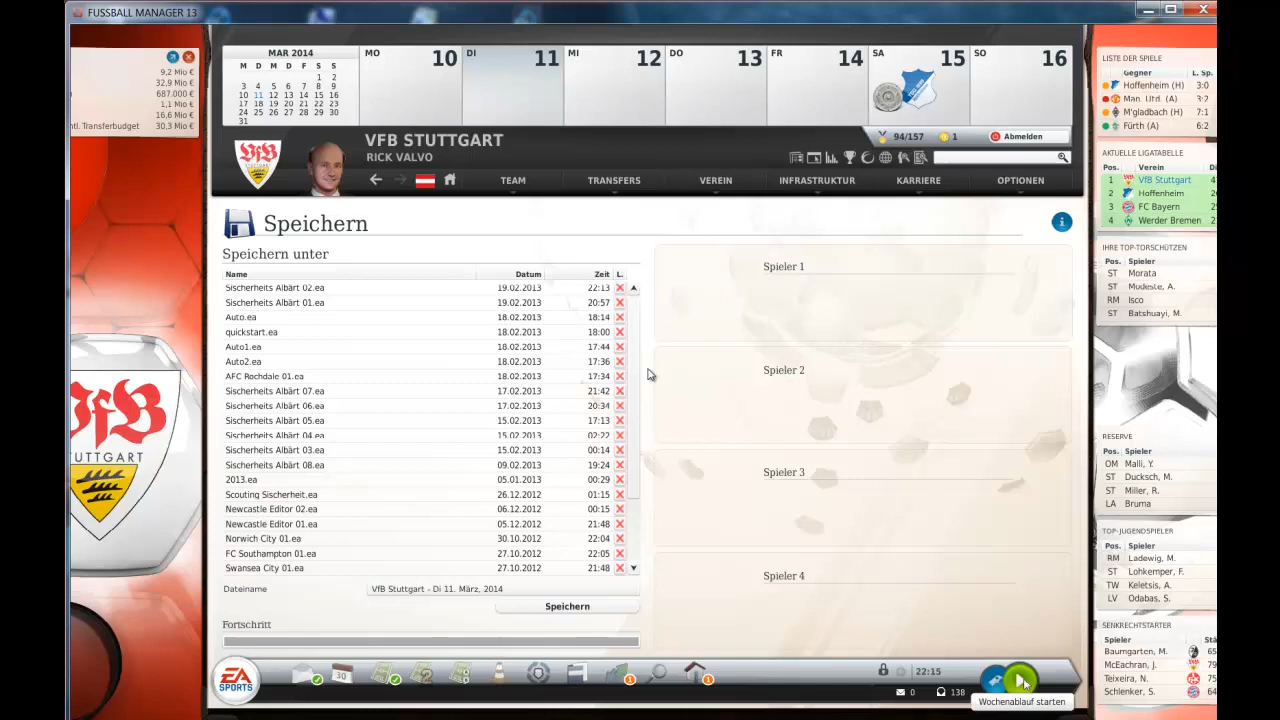 FUSSBALL MANAGER 13
9,2 Mio €
32,9 Mio €
687.000 €
1,1 Mio €
16,6 Mio €
ntl. Transferbudget 30,3 Mio €
MAR 2014
M D M D F S S
1 2
3 4 5 6 7 8 9
10 11 12 13 14 15 16
17 18 19 20 21 22 23
24 25 26 27 28 29 30
31
MO 10
DI 11
MI 12
DO 13
FR 14
SA 15
SO 16
VFB STUTTGART
RICK VALVO
94/157
1
Abmelden
TEAM
TRANSFERS
VEREIN
INFRASTRUKTUR
KARRIERE
OPTIONEN
Speichern
Speichern unter
Name Datum Zeit L.
Sischerheits Albärt 02.ea 19.02.2013 22:13
Sischerheits Albärt 01.ea 19.02.2013 20:57
Auto.ea 18.02.2013 18:14
quickstart.ea 18.02.2013 18:00
Auto1.ea 18.02.2013 17:44
Auto2.ea 18.02.2013 17:36
AFC Rochdale 01.ea 18.02.2013 17:34
Sischerheits Albärt 07.ea 17.02.2013 21:42
Sischerheits Albärt 06.ea 17.02.2013 20:34
Sischerheits Albärt 05.ea 15.02.2013 17:13
Sischerheits Albärt 04.ea 15.02.2013 02:22
Sischerheits Albärt 03.ea 15.02.2013 00:14
Sischerheits Albärt 08.ea 09.02.2013 19:24
2013.ea 05.01.2013 00:29
Scouting Sischerheit.ea 26.12.2012 01:15
Newcastle Editor 02.ea 06.12.2012 00:15
Newcastle Editor 01.ea 05.12.2012 21:48
Norwich City 01.ea 30.10.2012 22:04
FC Southampton 01.ea 27.10.2012 22:05
Swansea City 01.ea 27.10.2012 21:48
Dateiname VfB Stuttgart - Di 11. März, 2014
Speichern
Fortschritt
Spieler 1
Spieler 2
Spieler 3
Spieler 4
LISTE DER SPIELE
Gegner L. Sp.
Hoffenheim (H) 3:0
Man. Utd. (A) 3:2
M'gladbach (H) 7:1
Fürth (A) 6:2
AKTUELLE LIGATABELLE
Pos. Verein
1 VfB Stuttgart
2 Hoffenheim
3 FC Bayern
4 Werder Bremen
IHRE TOP-TORSCHÜTZEN
Pos. Spieler
ST Morata
ST Modeste, A.
RM Isco
ST Batshuayi, M.
RESERVE
Pos. Spieler
OM Malli, Y.
ST Ducksch, M.
ST Miller, R.
LA Bruma
TOP-JUGENDSPIELER
Pos. Spieler
RM Ladewig, M.
ST Lohkemper, F.
TW Keletsis, A.
LV Odabas, S.
SENKRECHTSTARTER
Spieler
Baumgarten, M. 65
McEachran, J. 79
Teixeira, N. 75
Schlenker, S. 64
VfB
UTTGART
EA
SPORTS
30
1
1
22:15
0
138
Wochenablauf starten